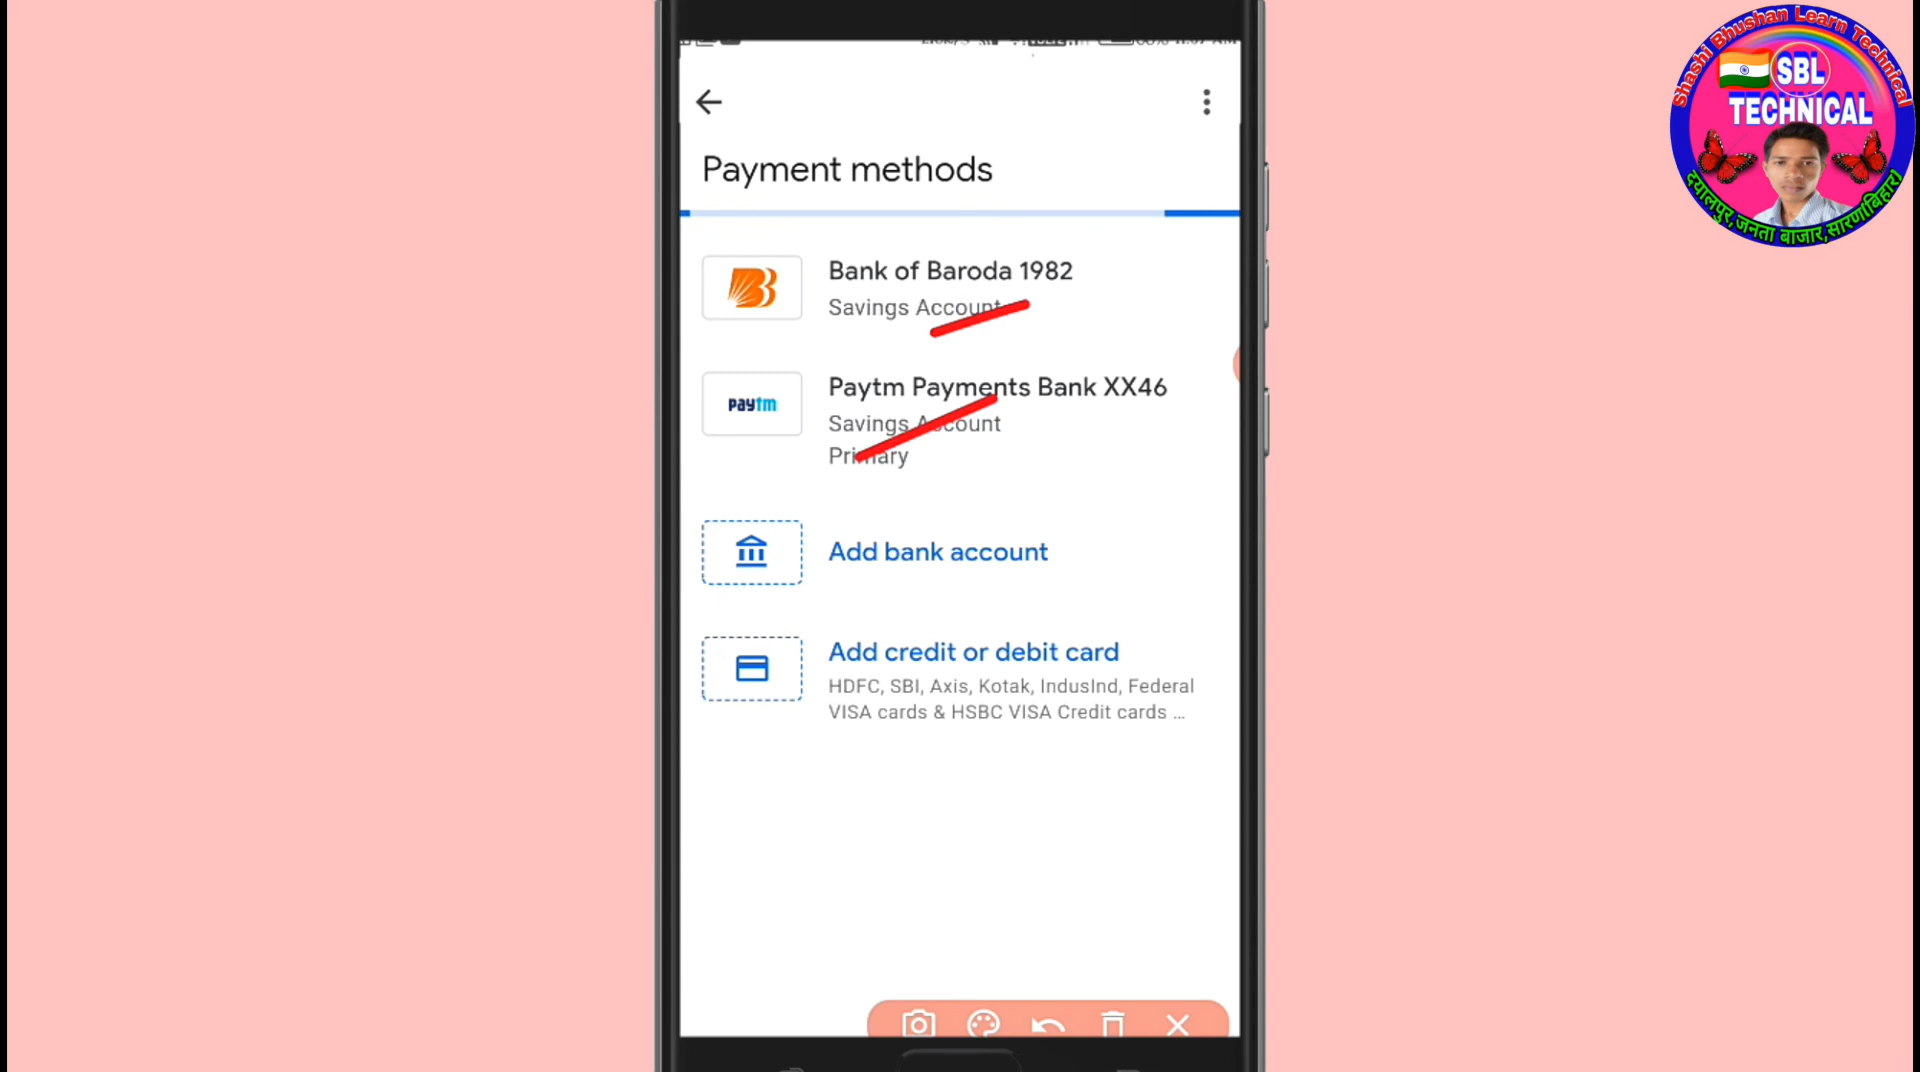 Payment methods
Bank of Baroda 1982
Savings Account
paytm
Paytm Payments Bank XX46
Savings Account
Primary
Add bank account
Add credit or debit card
HDFC, SBI, Axis, Kotak, IndusInd, Federal
VISA cards & HSBC VISA Credit cards ...
Shashi Bhushan Learn Technical
SBL
TECHNICAL
दयालपुर,जनता बाजार,सारण(बिहार)